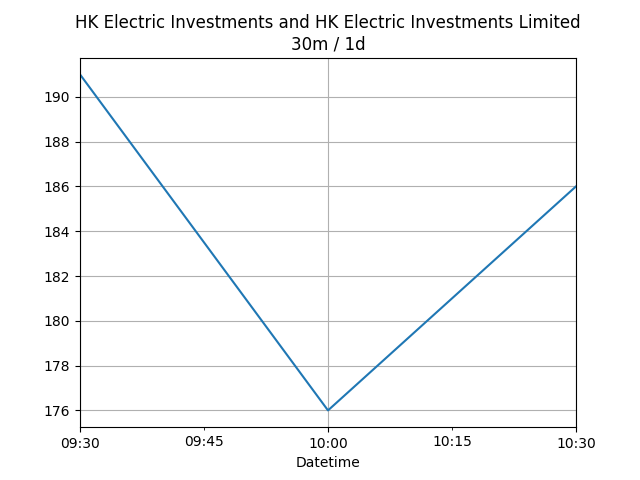 HK Electric Investments and HK Electric Investments Limited
30m / 1d
190
188
186
184
182
180
178
176
09:30 09:45 10:00 10:15 10:30
Datetime